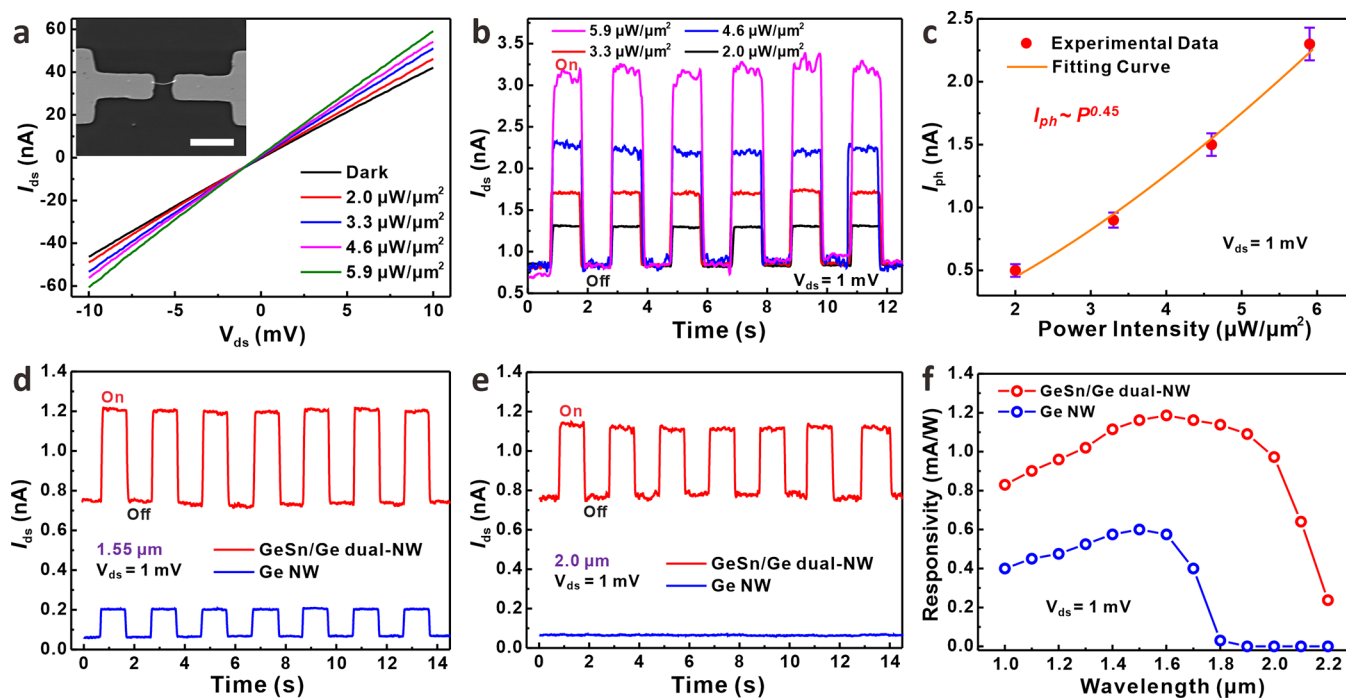 a
I_ds (nA)
60
40
20
0
-20
-40
-60
Dark
2.0 μW/μm²
3.3 μW/μm²
4.6 μW/μm²
5.9 μW/μm²
-10
-5
0
5
10
V_ds (mV)
b
I_ds (nA)
3.5
3.0
2.5
2.0
1.5
1.0
0.5
5.9 μW/μm² 4.6 μW/μm²
3.3 μW/μm² 2.0 μW/μm²
On
Off
V_ds = 1 mV
0 2 4 6 8 10 12
Time (s)
c
I_ph (nA)
2.5
2.0
1.5
1.0
0.5
Experimental Data
Fitting Curve
I_ph ~ P^0.45
V_ds = 1 mV
2 3 4 5 6
Power Intensity (μW/μm²)
d
I_ds (nA)
1.4
1.2
1.0
0.8
0.6
0.4
0.2
0.0
On
Off
1.55 μm
V_ds = 1 mV
GeSn/Ge dual-NW
Ge NW
0 2 4 6 8 10 12 14
Time (s)
e
I_ds (nA)
1.4
1.2
1.0
0.8
0.6
0.4
0.2
0.0
On
Off
2.0 μm
V_ds = 1 mV
GeSn/Ge dual-NW
Ge NW
0 2 4 6 8 10 12 14
Time (s)
f
Responsivity (mA/W)
1.4
1.2
1.0
0.8
0.6
0.4
0.2
0.0
GeSn/Ge dual-NW
Ge NW
V_ds = 1 mV
1.0 1.2 1.4 1.6 1.8 2.0 2.2
Wavelength (μm)